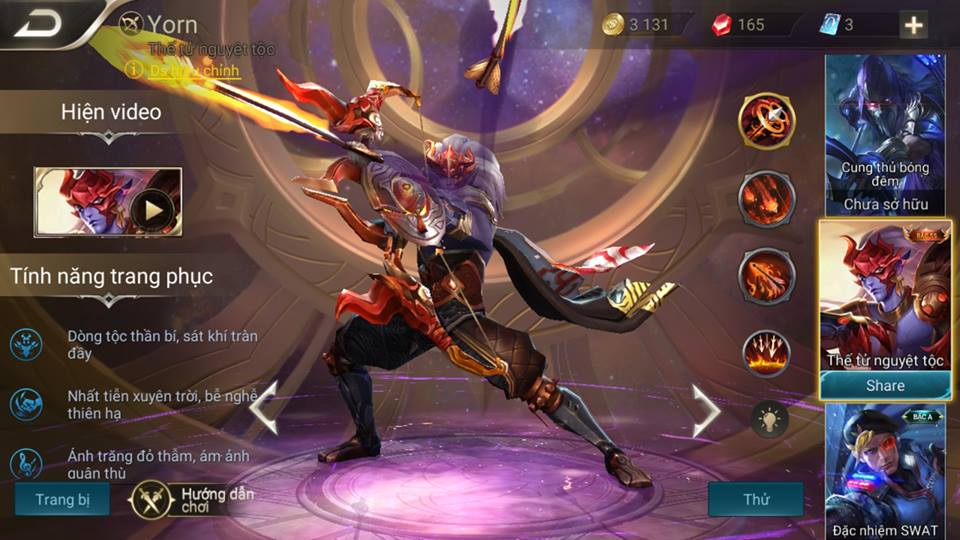 Yorn
Thế tử nguyệt tộc
3 131
165
3
Hiện video
Tính năng trang phục
Dòng tộc thần bí, sát khí tràn
đầy
Nhất tiễn xuyên trời, bễ nghễ
thiên hạ
Ánh trăng đỏ thẫm, ám ảnh
quân thù
Trang bị
Hướng dẫn
chơi
Thử
Cung thủ bóng
đêm
Chưa sở hữu
Thế tử nguyệt tộc
Share
BẬC A
Đặc nhiệm SWAT